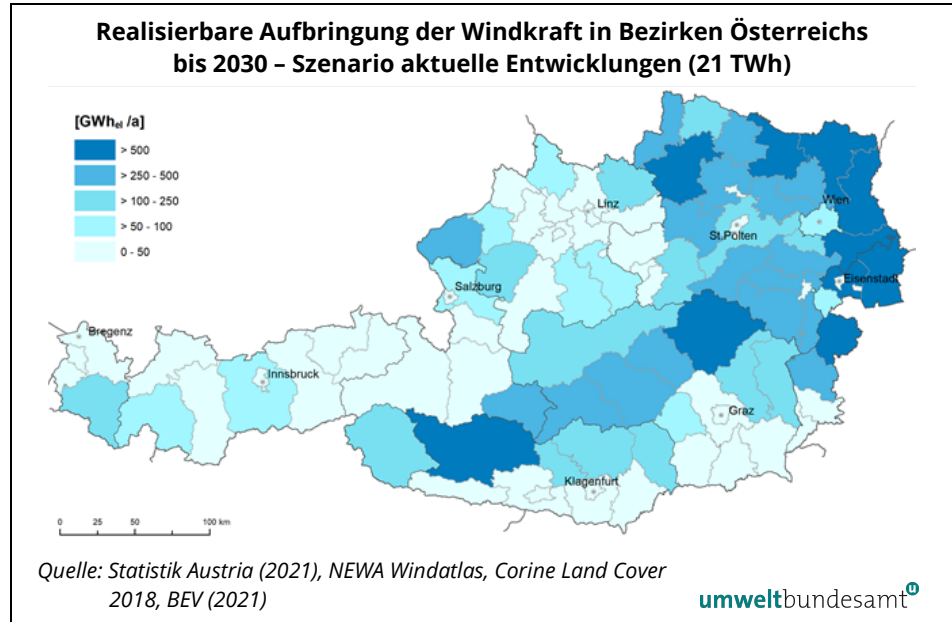 Realisierbare Aufbringung der Windkraft in Bezirken Österreichs
bis 2030 – Szenario aktuelle Entwicklungen (21 TWh)
[GWhₑₗ /a]
> 500
> 250 - 500
> 100 - 250
> 50 - 100
0 - 50
Linz
Wien
St.Pölten
Eisenstadt
Salzburg
Bregenz
Innsbruck
Graz
Klagenfurt
0 25 50 100 km
Quelle: Statistik Austria (2021), NEWA Windatlas, Corine Land Cover
2018, BEV (2021)
umweltbundesamt u